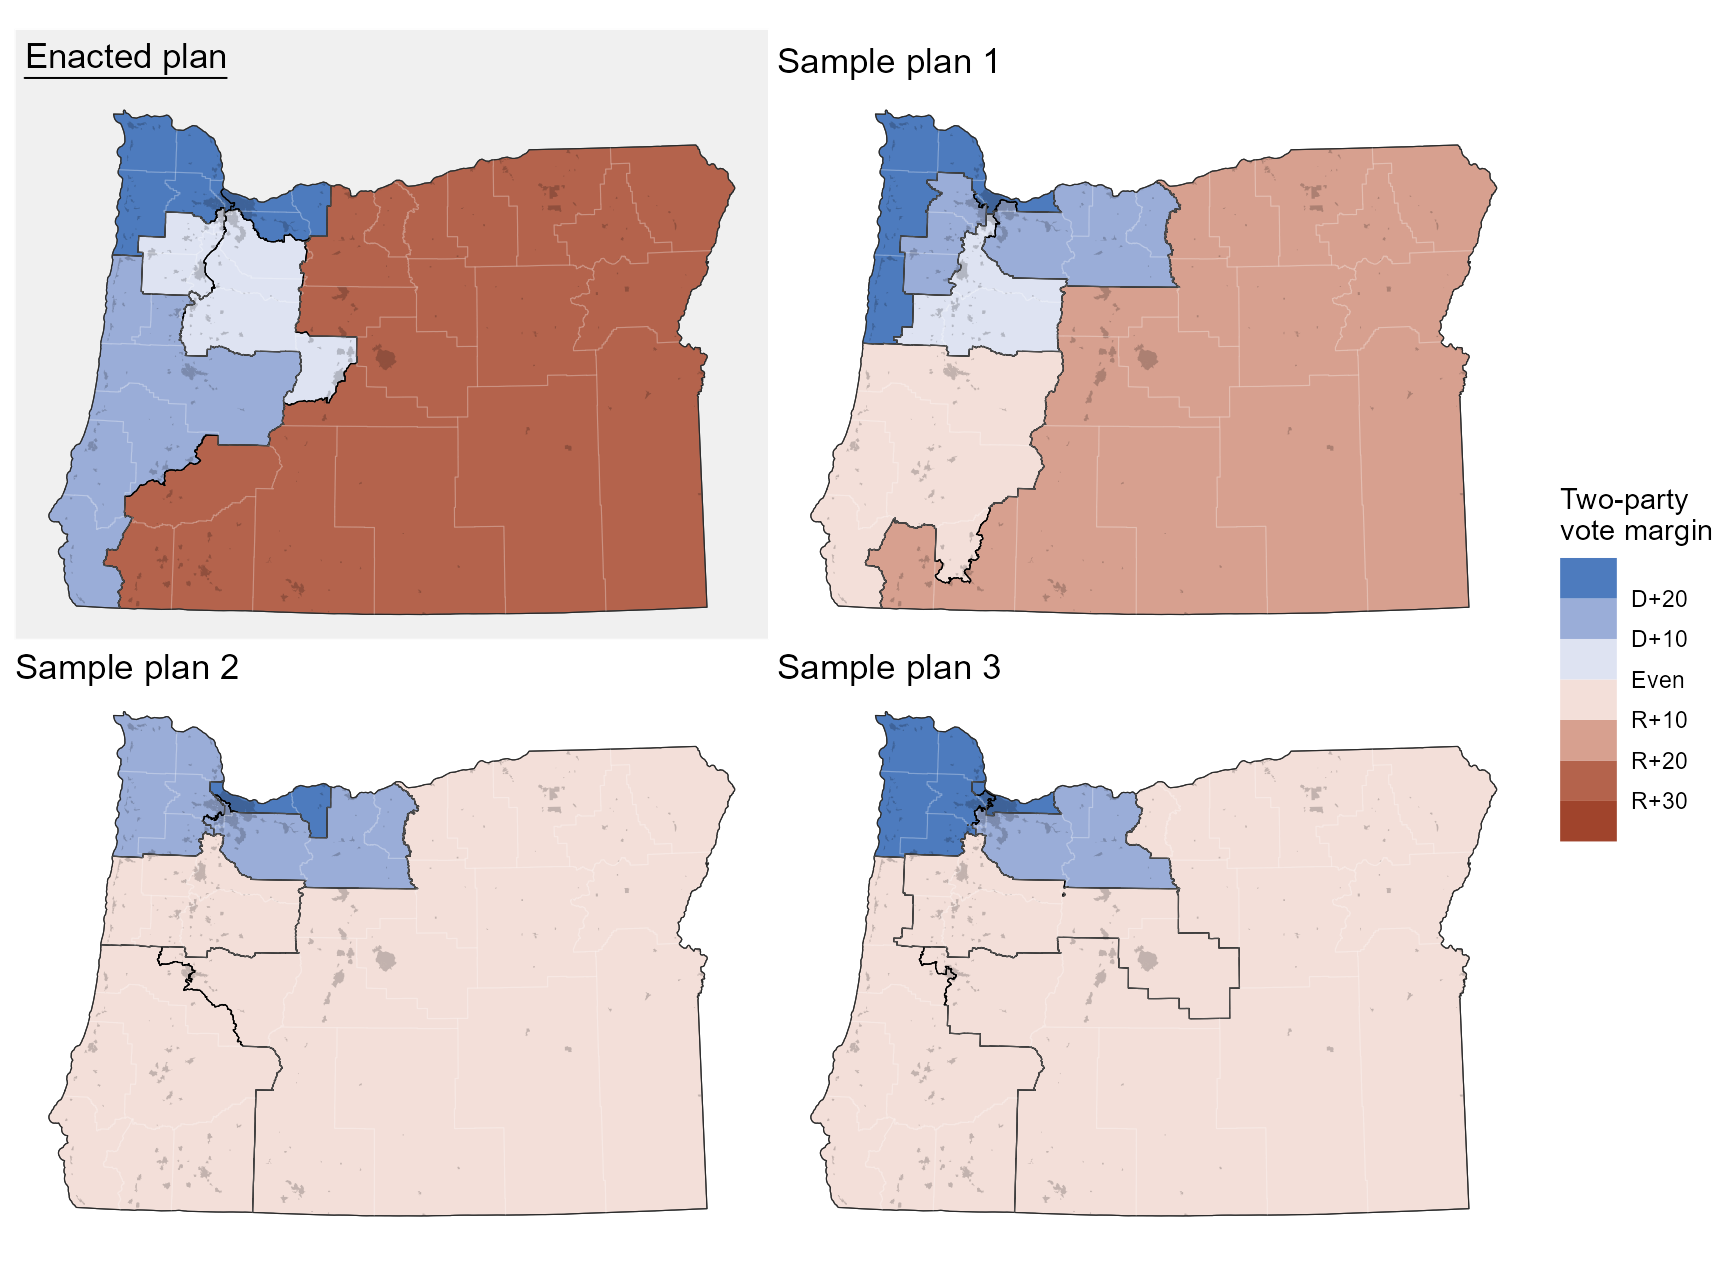 Enacted plan
Sample plan 1
Sample plan 2
Sample plan 3
Two-party
vote margin
D+20
D+10
Even
R+10
R+20
R+30